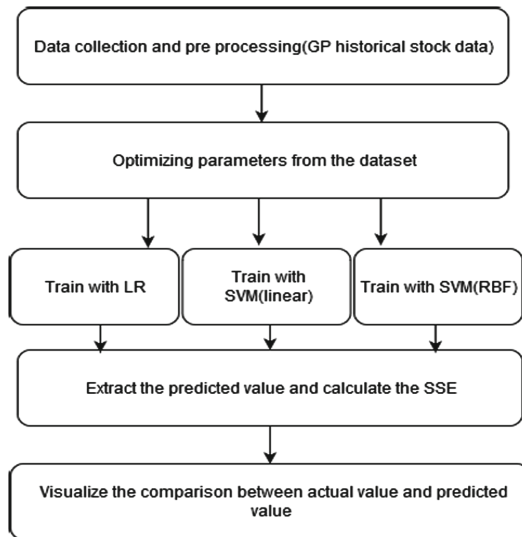 Data collection and pre processing(GP historical stock data)
Optimizing parameters from the dataset
Train with LR
Train with
SVM(linear)
Train with SVM(RBF)
Extract the predicted value and calculate the SSE
Visualize the comparison between actual value and predicted
value